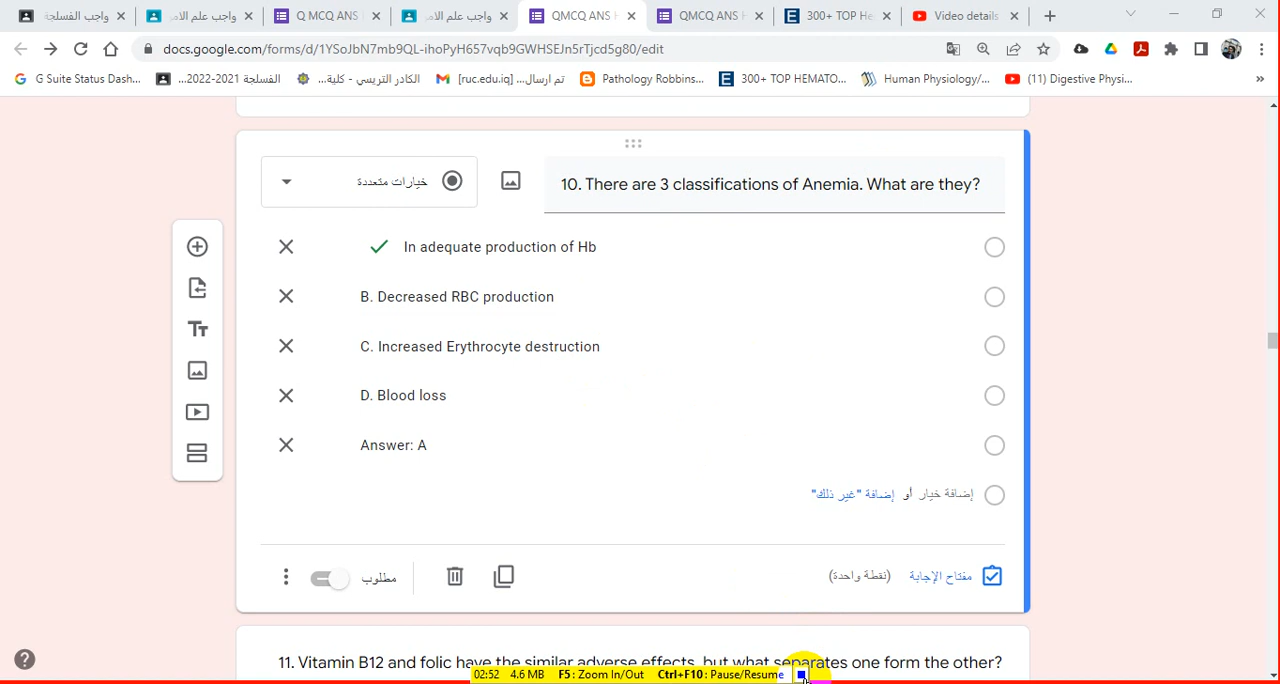 واجب الفسلجة
واجب علم الامر
Q MCQ ANS
واجب علم الامر
QMCQ ANS H
QMCQ ANS H
300+ TOP He
Video details
docs.google.com/forms/d/1YSoJbN7mb9QL-ihoPyH657vqb9GWHSEJn5rTjcd5g80/edit
G Suite Status Dash...
الفسلجة 2021-2022...
الكادر التريسي - كلية...
تم ارسال... [ruc.edu.iq]
Pathology Robbins...
300+ TOP HEMATO...
Human Physiology/...
(11) Digestive Physi...
»
خيارات متعددة
10. There are 3 classifications of Anemia. What are they?
In adequate production of Hb
B. Decreased RBC production
C. Increased Erythrocyte destruction
D. Blood loss
Answer: A
إضافة خيار أو إضافة "غير ذلك"
مطلوب
مفتاح الإجابة (نقطة واحدة)
11. Vitamin B12 and folic have the similar adverse effects, but what separates one form the other?
02:52 4.6 MB F5: Zoom In/Out Ctrl+F10: Pause/Resume